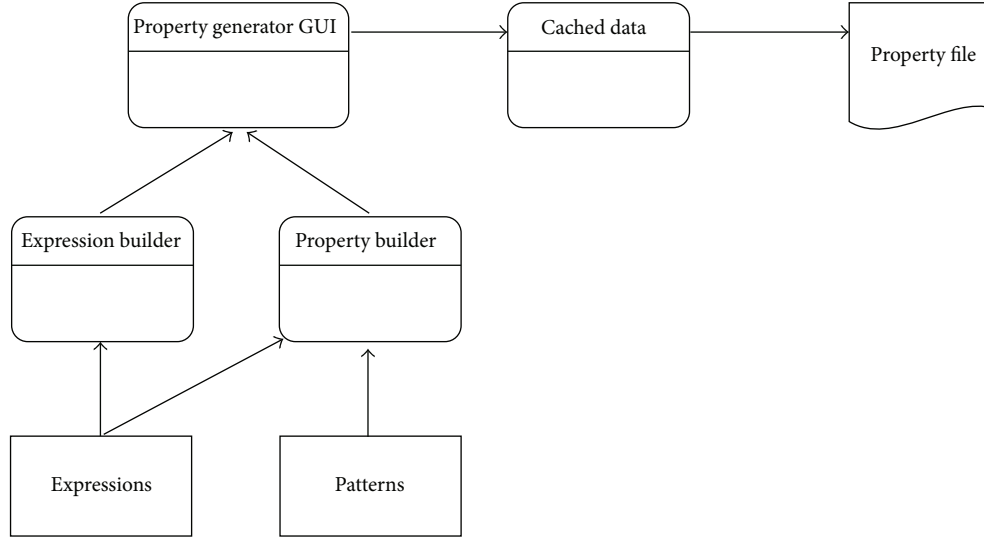 Property generator GUI
Cached data
Property file
Expression builder
Property builder
Expressions
Patterns